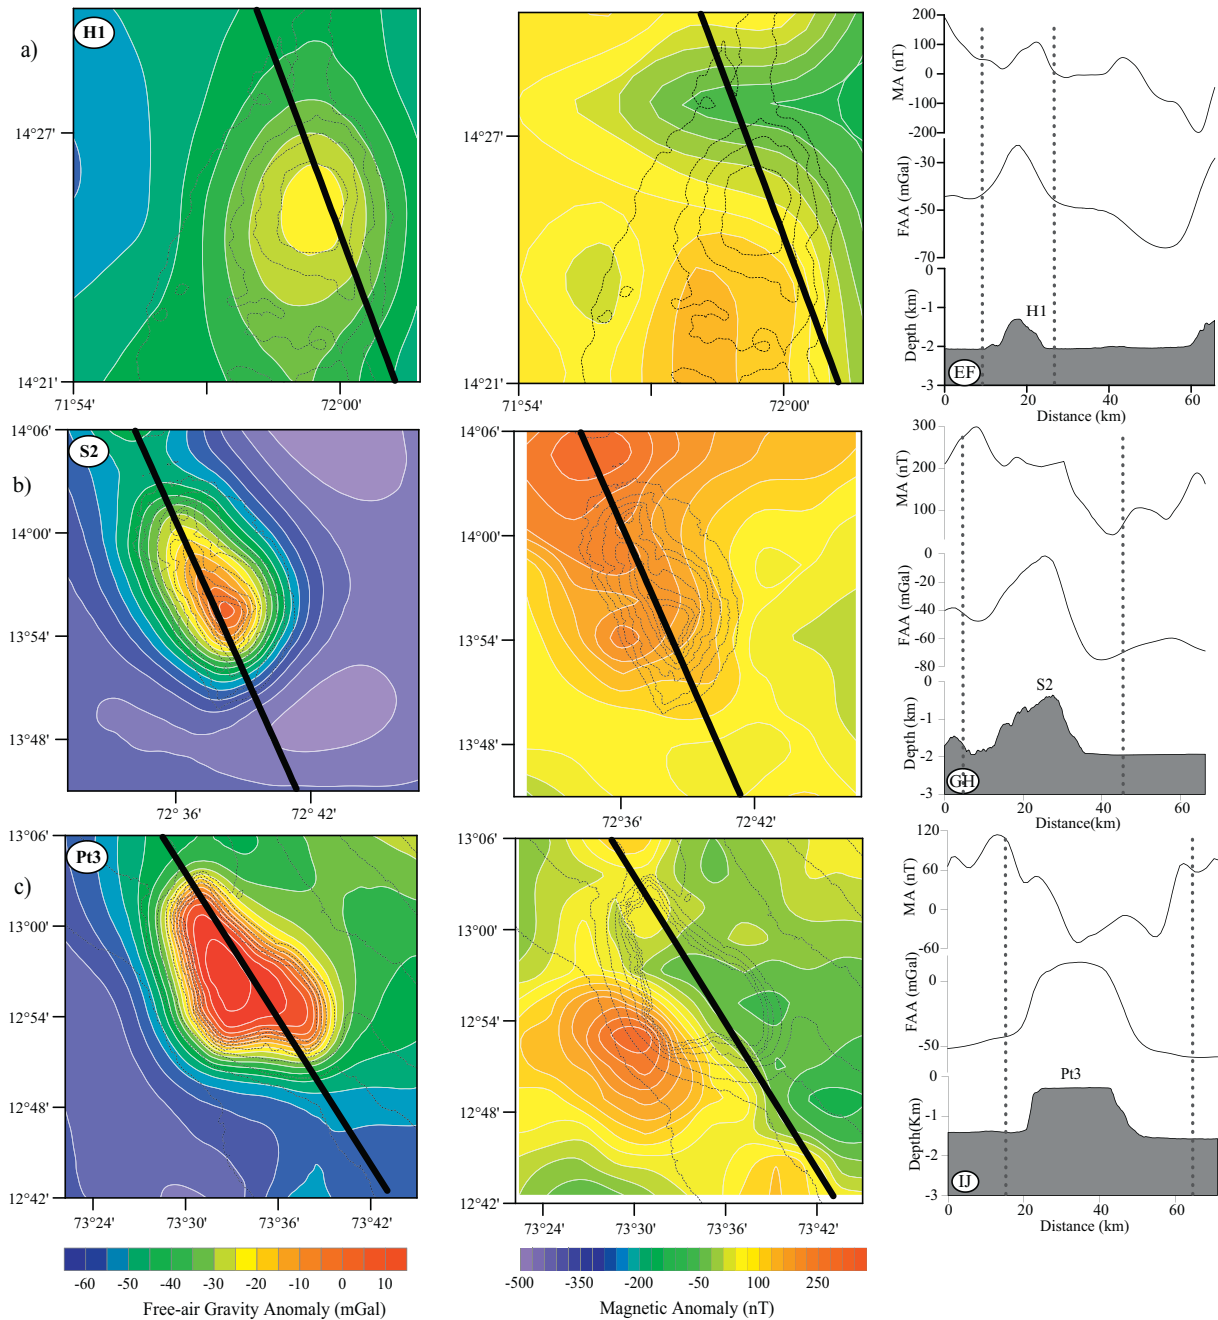 a)
H1
14°27'
14°21'
71°54'
72°00'
14°27'
14°21'
71°54'
72°00'
200
100
0
-100
-200
MA (nT)
-30
-50
-70
FAA (mGal)
0
-1
-2
-3
Depth (km)
H1
EF
0 20 40 60
Distance (km)
b)
S2
14°06'
14°00'
13°54'
13°48'
72° 36'
72° 42'
14°06'
14°00'
13°54'
13°48'
72°36'
72°42'
300
200
100
MA (nT)
0
-20
-40
-60
-80
FAA (mGal)
0
-1
-2
-3
Depth (km)
S2
GH
0 20 40 60
Distance(km)
c)
Pt3
13°06'
13°00'
12°54'
12°48'
12°42'
73°24' 73°30' 73°36' 73°42'
13°06'
13°00'
12°54'
12°48'
12°42'
73°24' 73°30' 73°36' 73°42'
120
60
0
-60
MA (nT)
0
-50
FAA (mGal)
0
-1
-2
-3
Depth(Km)
Pt3
IJ
0 20 40 60
Distance (km)
-60 -50 -40 -30 -20 -10 0 10
Free-air Gravity Anomaly (mGal)
-500 -350 -200 -50 100 250
Magnetic Anomaly (nT)